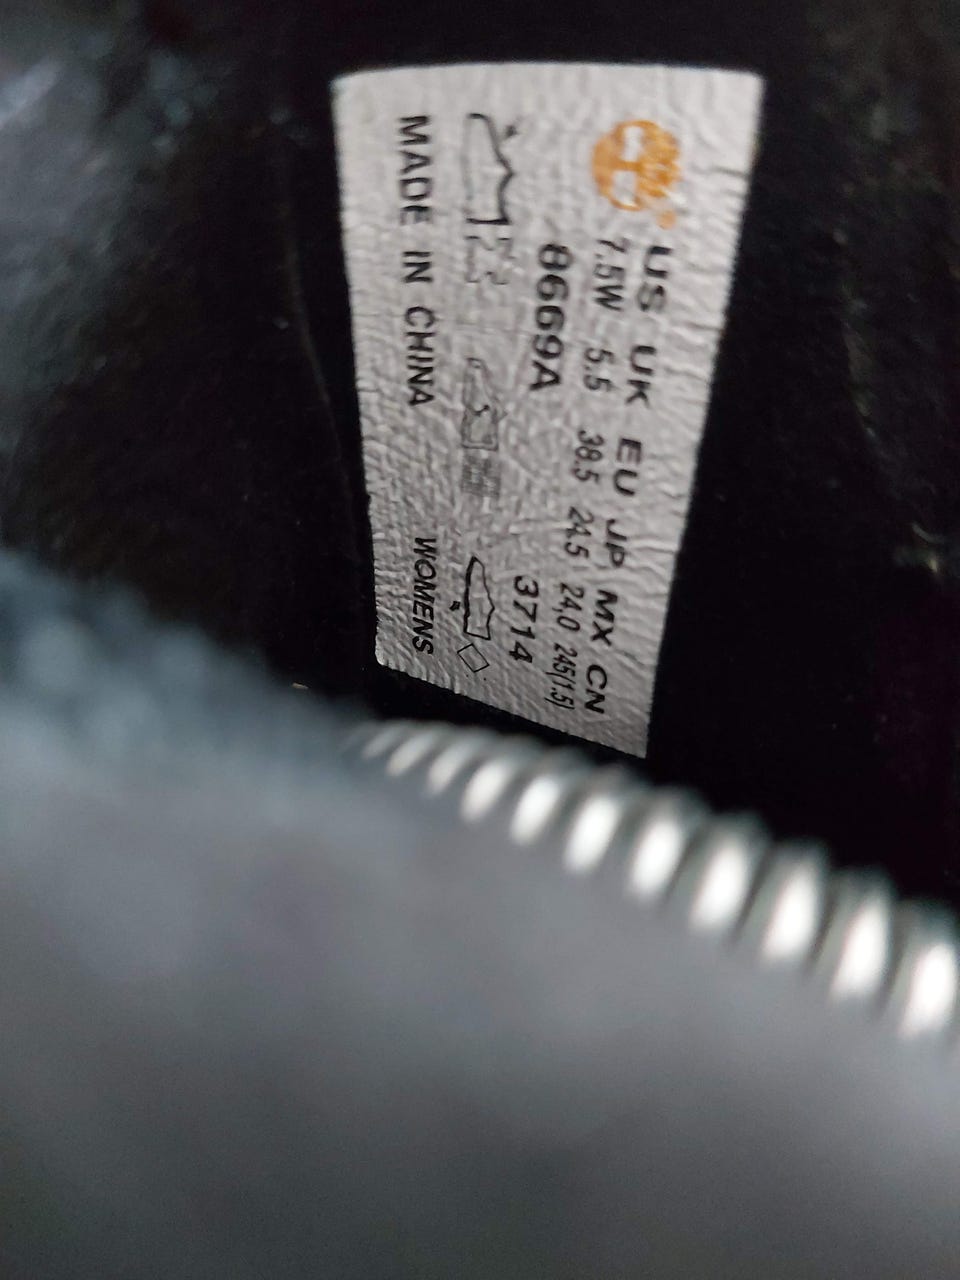 US UK EU JP MX CN
7.5W 5.5 38.5 24.5 24,0 245(1.5)
8669A 3714
MADE IN CHINA WOMENS